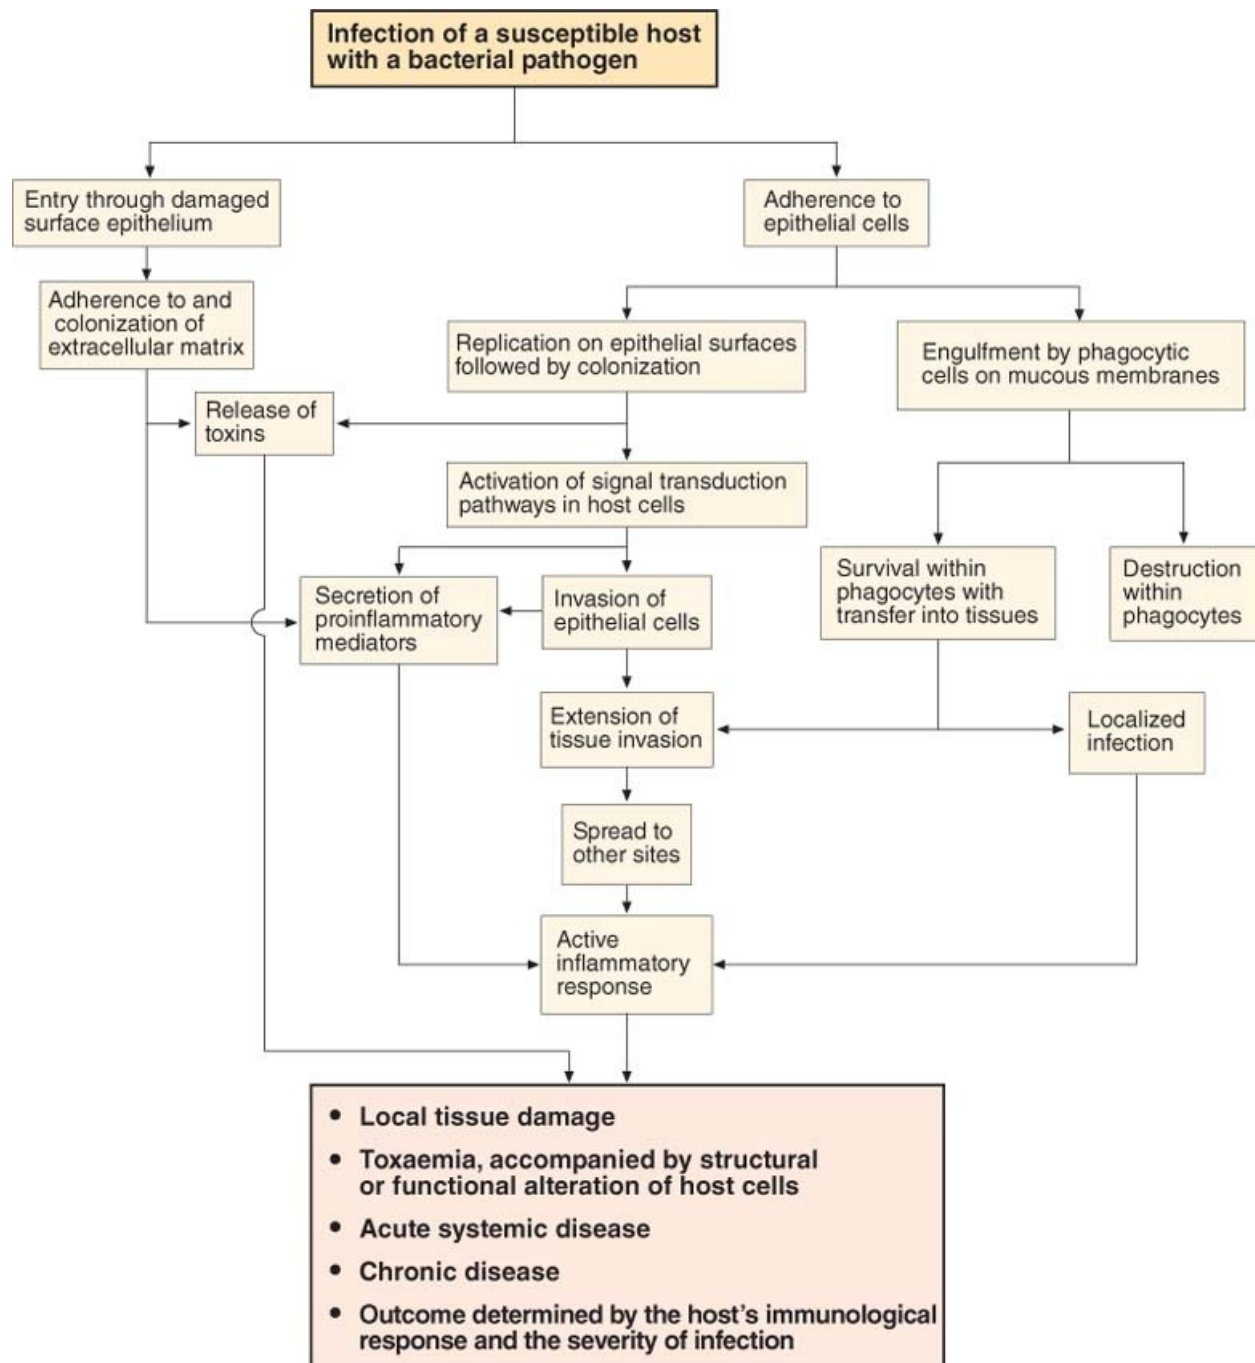 Infection of a susceptible host
with a bacterial pathogen
Entry through damaged
surface epithelium
Adherence to
epithelial cells
Adherence to and
colonization of
extracellular matrix
Replication on epithelial surfaces
followed by colonization
Engulfment by phagocytic
cells on mucous membranes
Release of
toxins
Activation of signal transduction
pathways in host cells
Secretion of
proinflammatory
mediators
Invasion of
epithelial cells
Survival within
phagocytes with
transfer into tissues
Destruction
within
phagocytes
Extension of
tissue invasion
Localized
infection
Spread to
other sites
Active
inflammatory
response
• Local tissue damage
• Toxaemia, accompanied by structural
or functional alteration of host cells
• Acute systemic disease
• Chronic disease
• Outcome determined by the host's immunological
response and the severity of infection